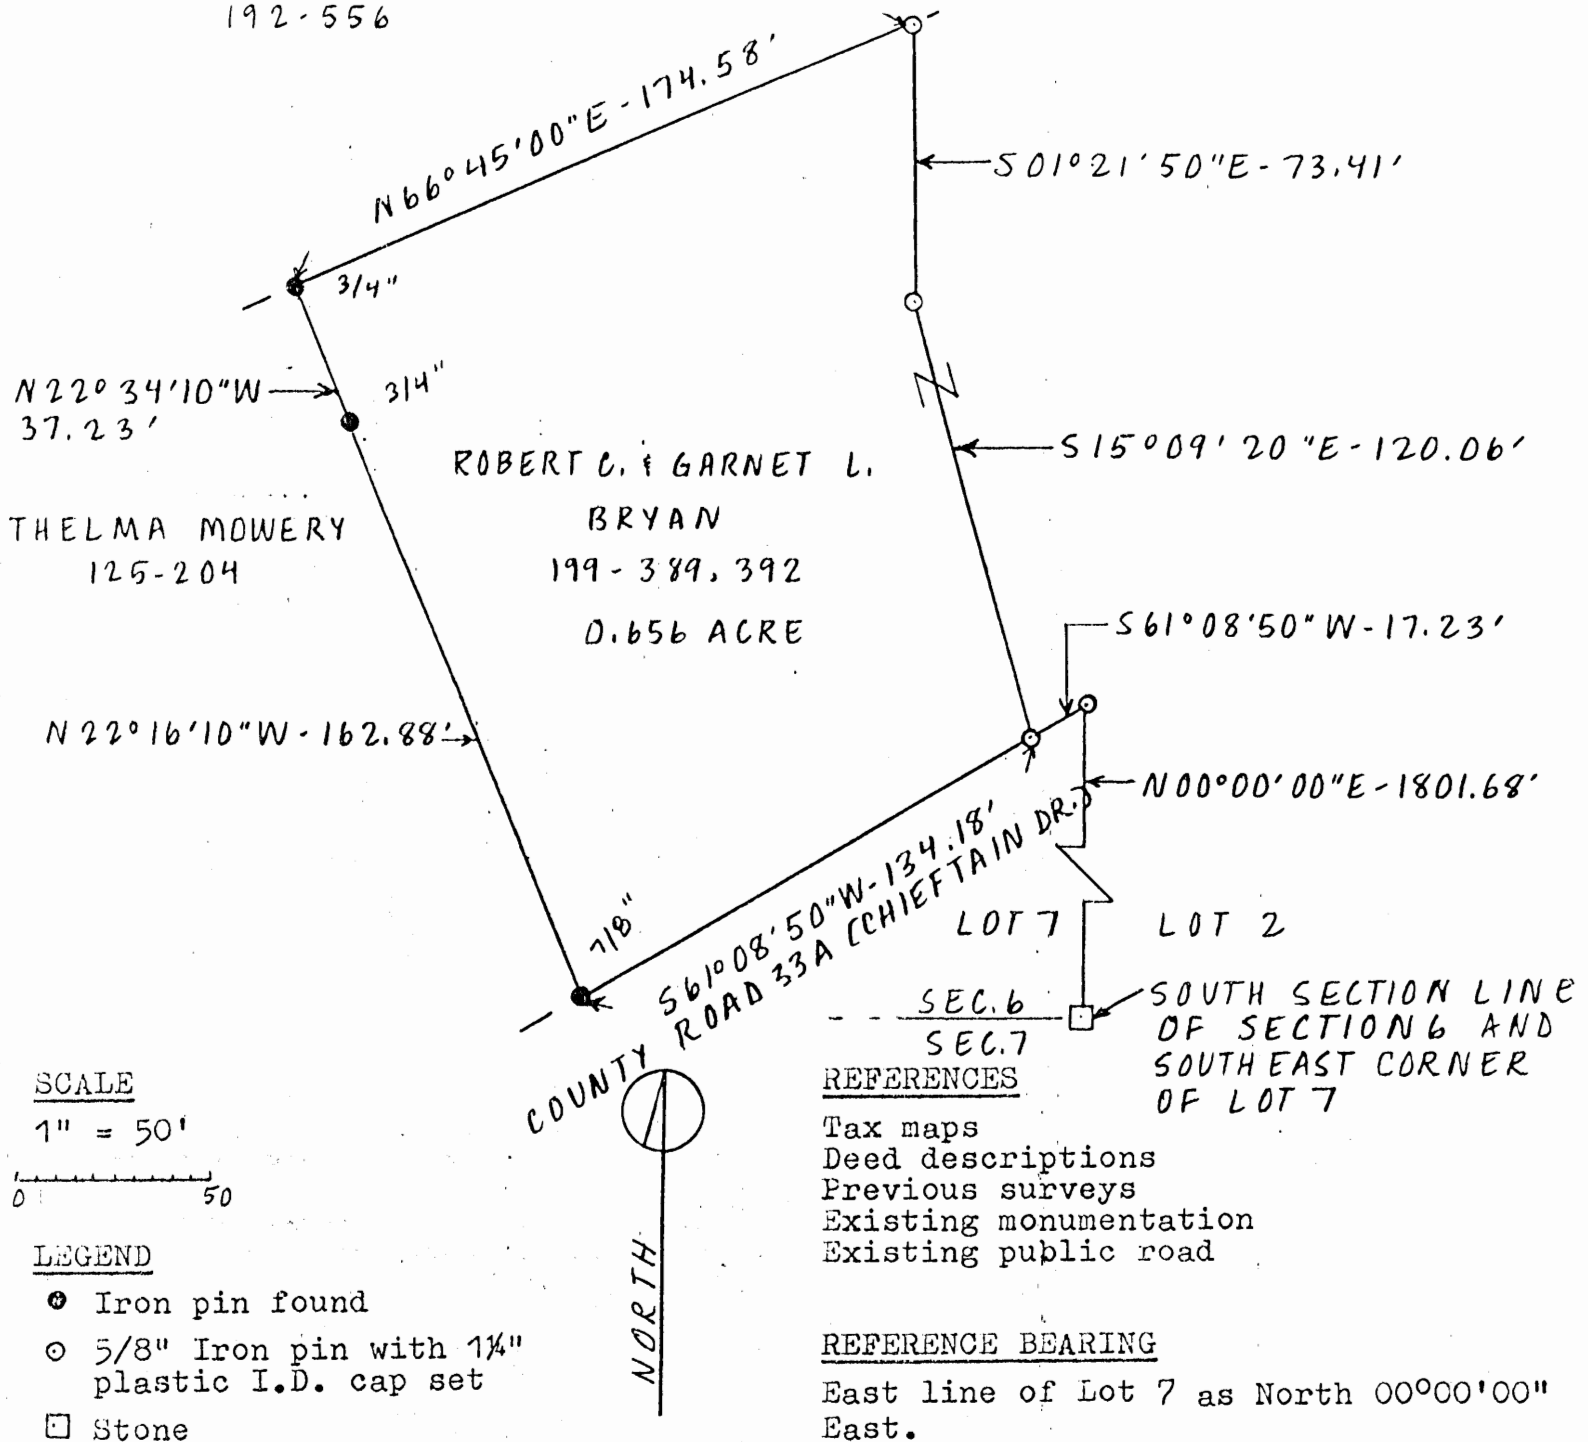 192-556
N66°45'00"E-174.58'
S01°21'50"E-73.41'
3/4"
N22°34'10"W
37.23'
3/4"
S15°09'20"E-120.06'
ROBERT C. & GARNET L.
BRYAN
199-389, 392
0.656 ACRE
THELMA MOWERY
125-204
S61°08'50"W-17.23'
N22°16'10"W-162.88'
N00°00'00"E-1801.68'
7/8"
S61°08'50"W-134.18'
COUNTY ROAD 33A (CHIEFTAIN DR.)
LOT 7
LOT 2
SEC.6
SEC.7
SOUTH SECTION LINE
OF SECTION 6 AND
SOUTHEAST CORNER
OF LOT 7
SCALE
1" = 50'
0 50
LEGEND
Iron pin found
5/8" Iron pin with 1¼"
plastic I.D. cap set
Stone
NORTH
REFERENCES
Tax maps
Deed descriptions
Previous surveys
Existing monumentation
Existing public road
REFERENCE BEARING
East line of Lot 7 as North 00°00'00"
East.